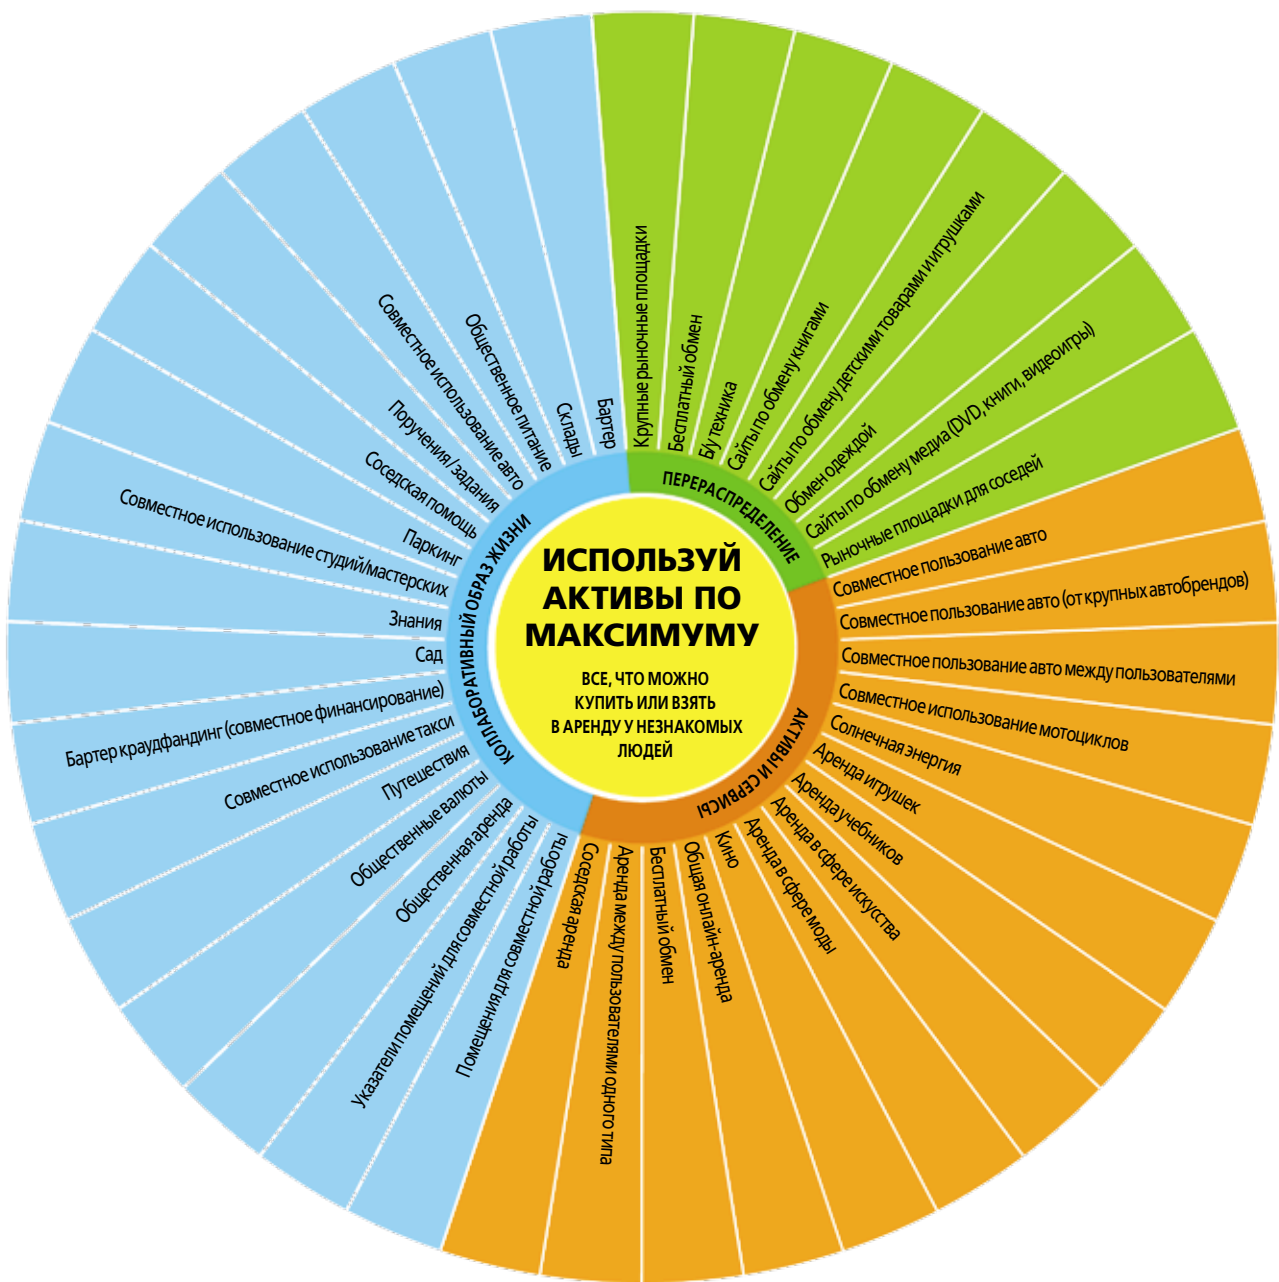 ИСПОЛЬЗУЙ
АКТИВЫ ПО
МАКСИМУМУ
ВСЕ, ЧТО МОЖНО
КУПИТЬ ИЛИ ВЗЯТЬ
В АРЕНДУ У НЕЗНАКОМЫХ
ЛЮДЕЙ
ПЕРЕРАСПРЕДЕЛЕНИЕ
Крупные рыночные площадки
Бесплатный обмен
Б/у техника
Сайты по обмену книгами
Сайты по обмену детскими товарами и игрушками
Обмен одеждой
Сайты по обмену медиа (DVD, книги, видеоигры)
Рыночные площадки для соседей
АКТИВЫ И СЕРВИСЫ
Совместное пользование авто
Совместное пользование авто (от крупных автобрендов)
Совместное пользование авто между пользователями
Совместное использование мотоциклов
Солнечная энергия
Аренда игрушек
Аренда учебников
Аренда в сфере искусства
Аренда в сфере моды
Кино
Общая онлайн-аренда
Бесплатный обмен
Аренда между пользователями одного типа
Соседская аренда
КОЛЛАБОРАТИВНЫЙ ОБРАЗ ЖИЗНИ
Помещения для совместной работы
Указатели помещений для совместной работы
Общественная аренда
Общественные валюты
Путешествия
Совместное использование такси
Бартер краудфандинг (совместное финансирование)
Сад
Знания
Совместное использование студий/мастерских
Паркинг
Соседская помощь
Поручения / задания
Совместное использование авто
Общественное питание
Склады
Бартер